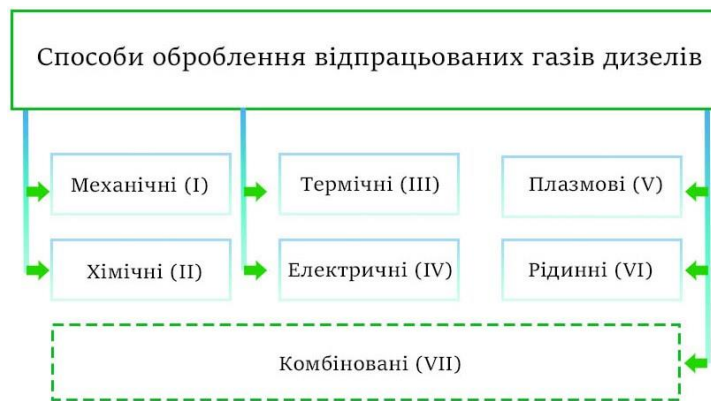 Способи оброблення відпрацьованих газів дизелів
Механічні (I)
Термічні (III)
Плазмові (V)
Хімічні (II)
Електричні (IV)
Рідинні (VI)
Комбіновані (VII)